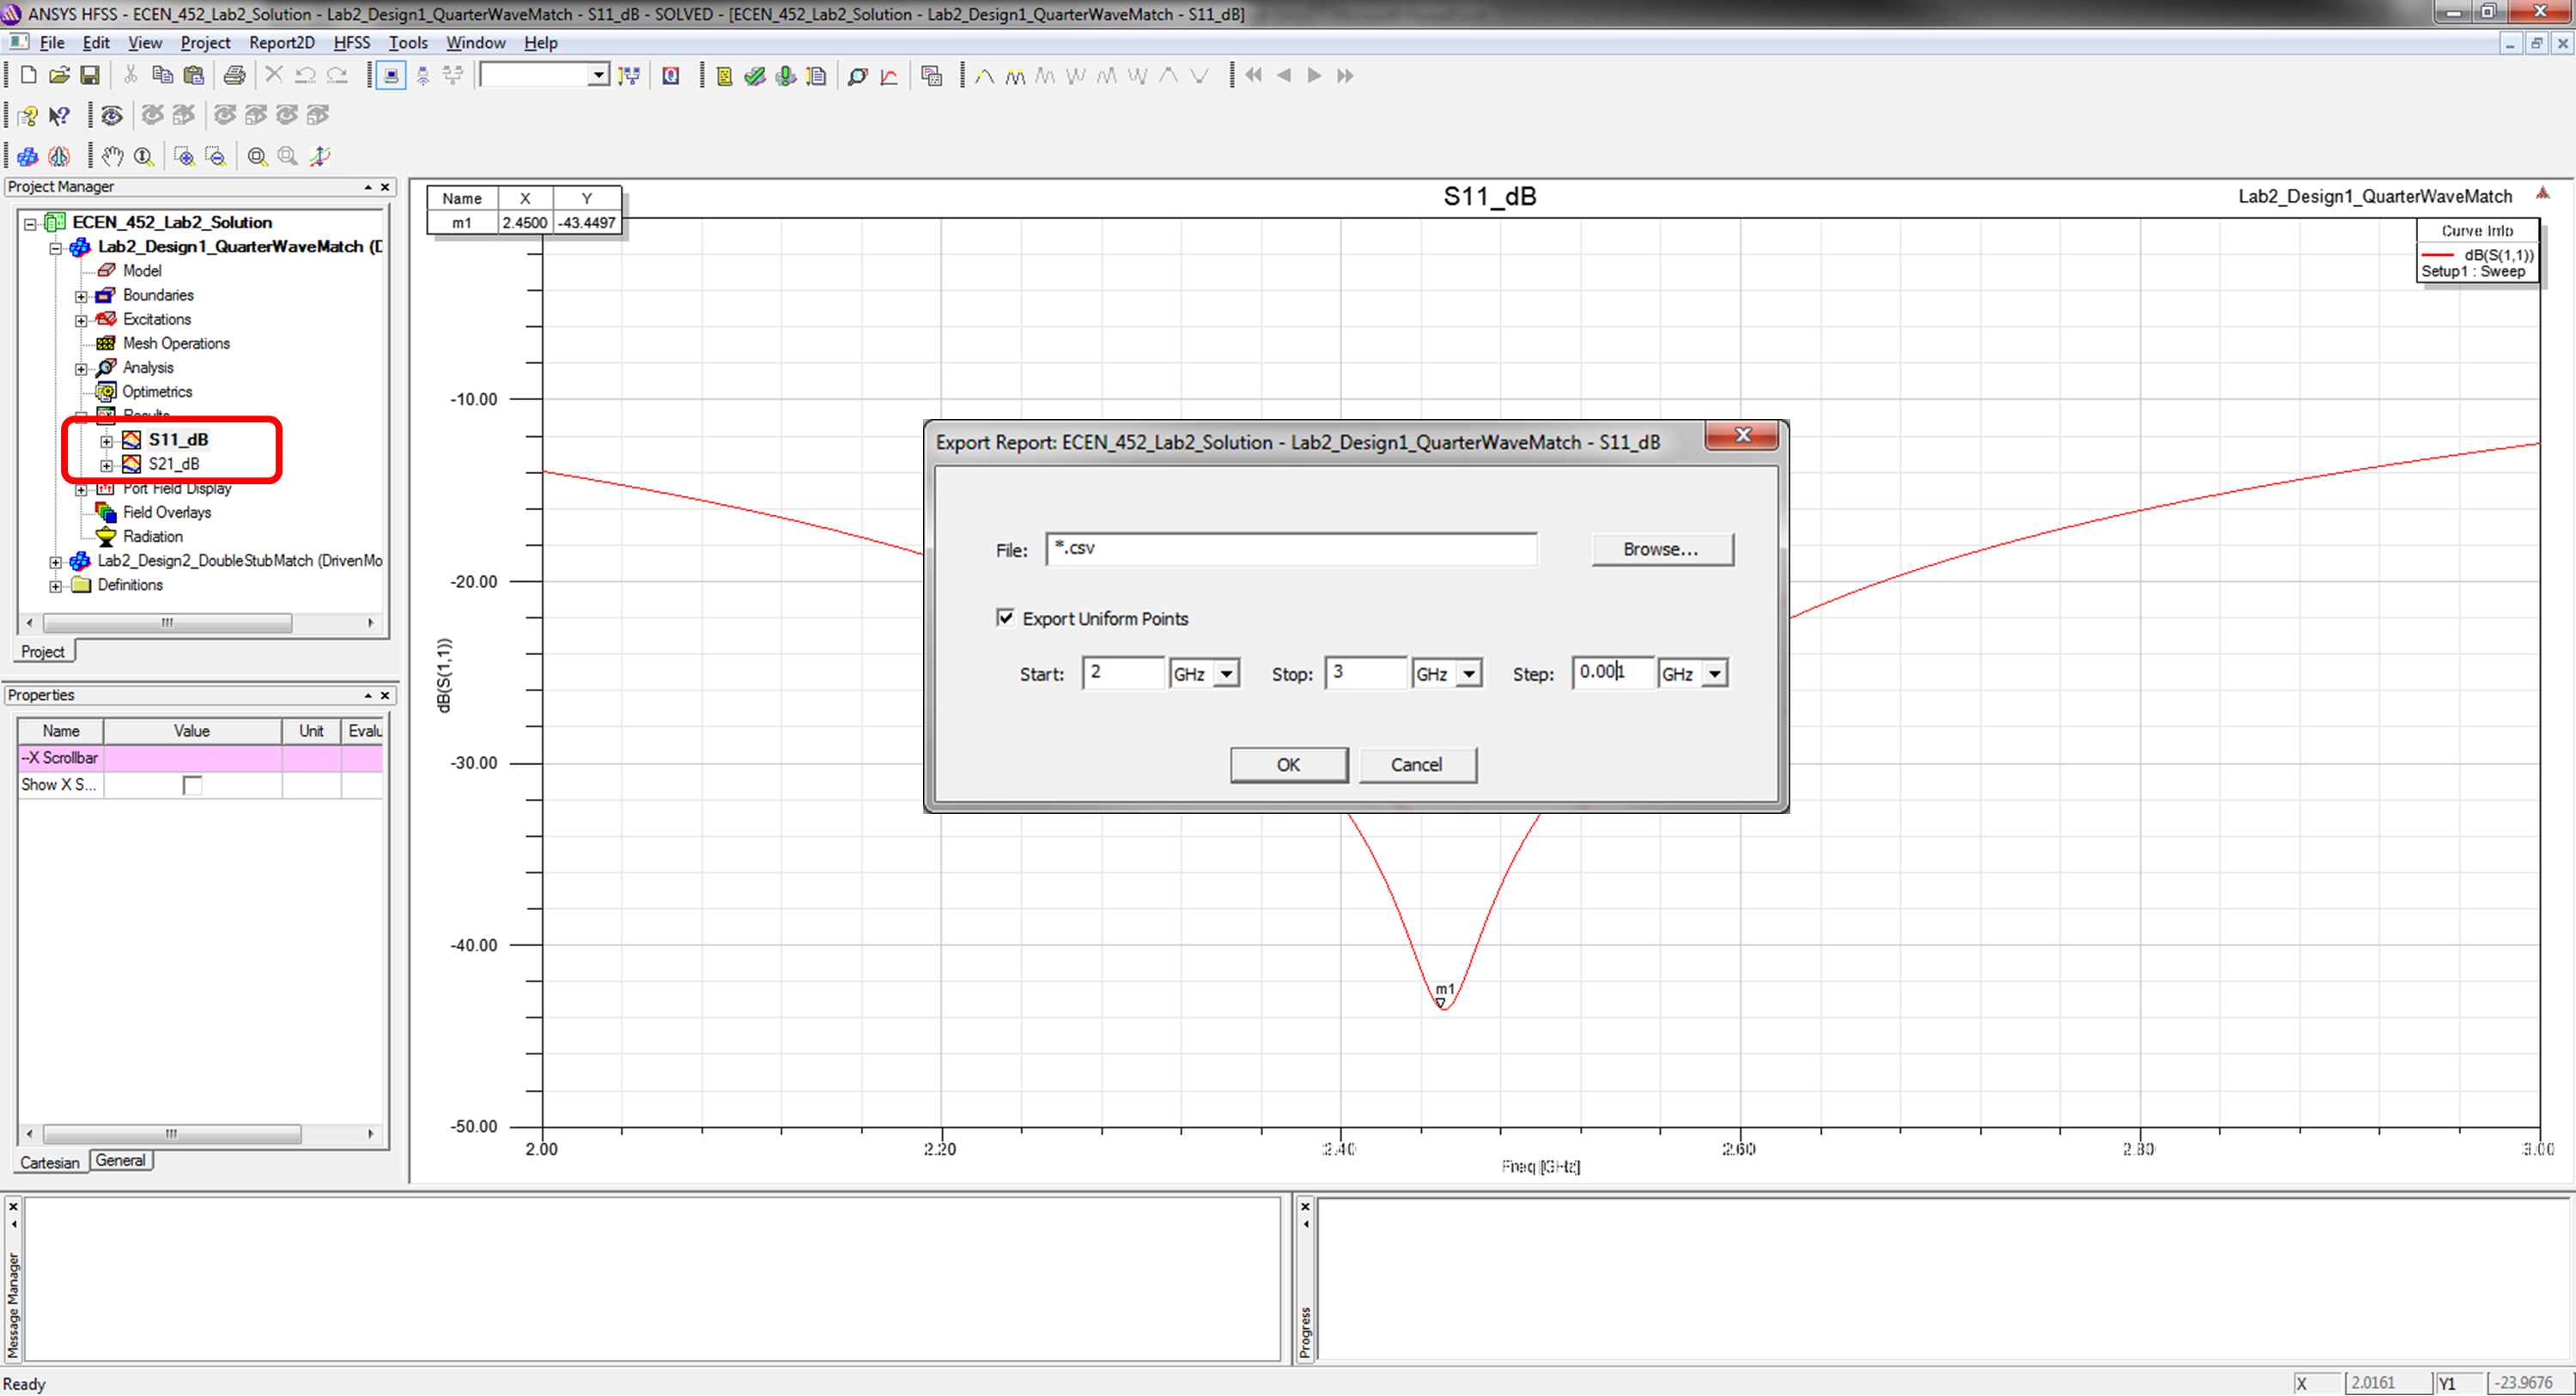 ANSYS HFSS - ECEN_452_Lab2_Solution - Lab2_Design1_QuarterWaveMatch - S11_dB - SOLVED - [ECEN_452_Lab2_Solution - Lab2_Design1_QuarterWaveMatch - S11_dB]
File Edit View Project Report2D HFSS Tools Window Help
Project Manager
ECEN_452_Lab2_Solution
Lab2_Design1_QuarterWaveMatch (D
Model
Boundaries
Excitations
Mesh Operations
Analysis
Optimetrics
Results
S11_dB
S21_dB
Port Field Display
Field Overlays
Radiation
Lab2_Design2_DoubleStubMatch (DrivenMo
Definitions
Project
Properties
Name Value Unit Evalu
--X Scrollbar
Show X S...
Cartesian General
Name X Y
m1 2.4500 -43.4497
S11_dB
Lab2_Design1_QuarterWaveMatch
Curve Info
dB(S(1,1))
Setup1 : Sweep
-10.00
-20.00
-30.00
-40.00
-50.00
dB(S(1,1))
m1
2.00 2.20 2.40 2.60 2.80 3.00
Freq [GHz]
Export Report: ECEN_452_Lab2_Solution - Lab2_Design1_QuarterWaveMatch - S11_dB
File: *.csv Browse...
Export Uniform Points
Start: 2 GHz Stop: 3 GHz Step: 0.001 GHz
OK Cancel
Message Manager
Progress
Ready
X 2.0161 Y1 -23.9676